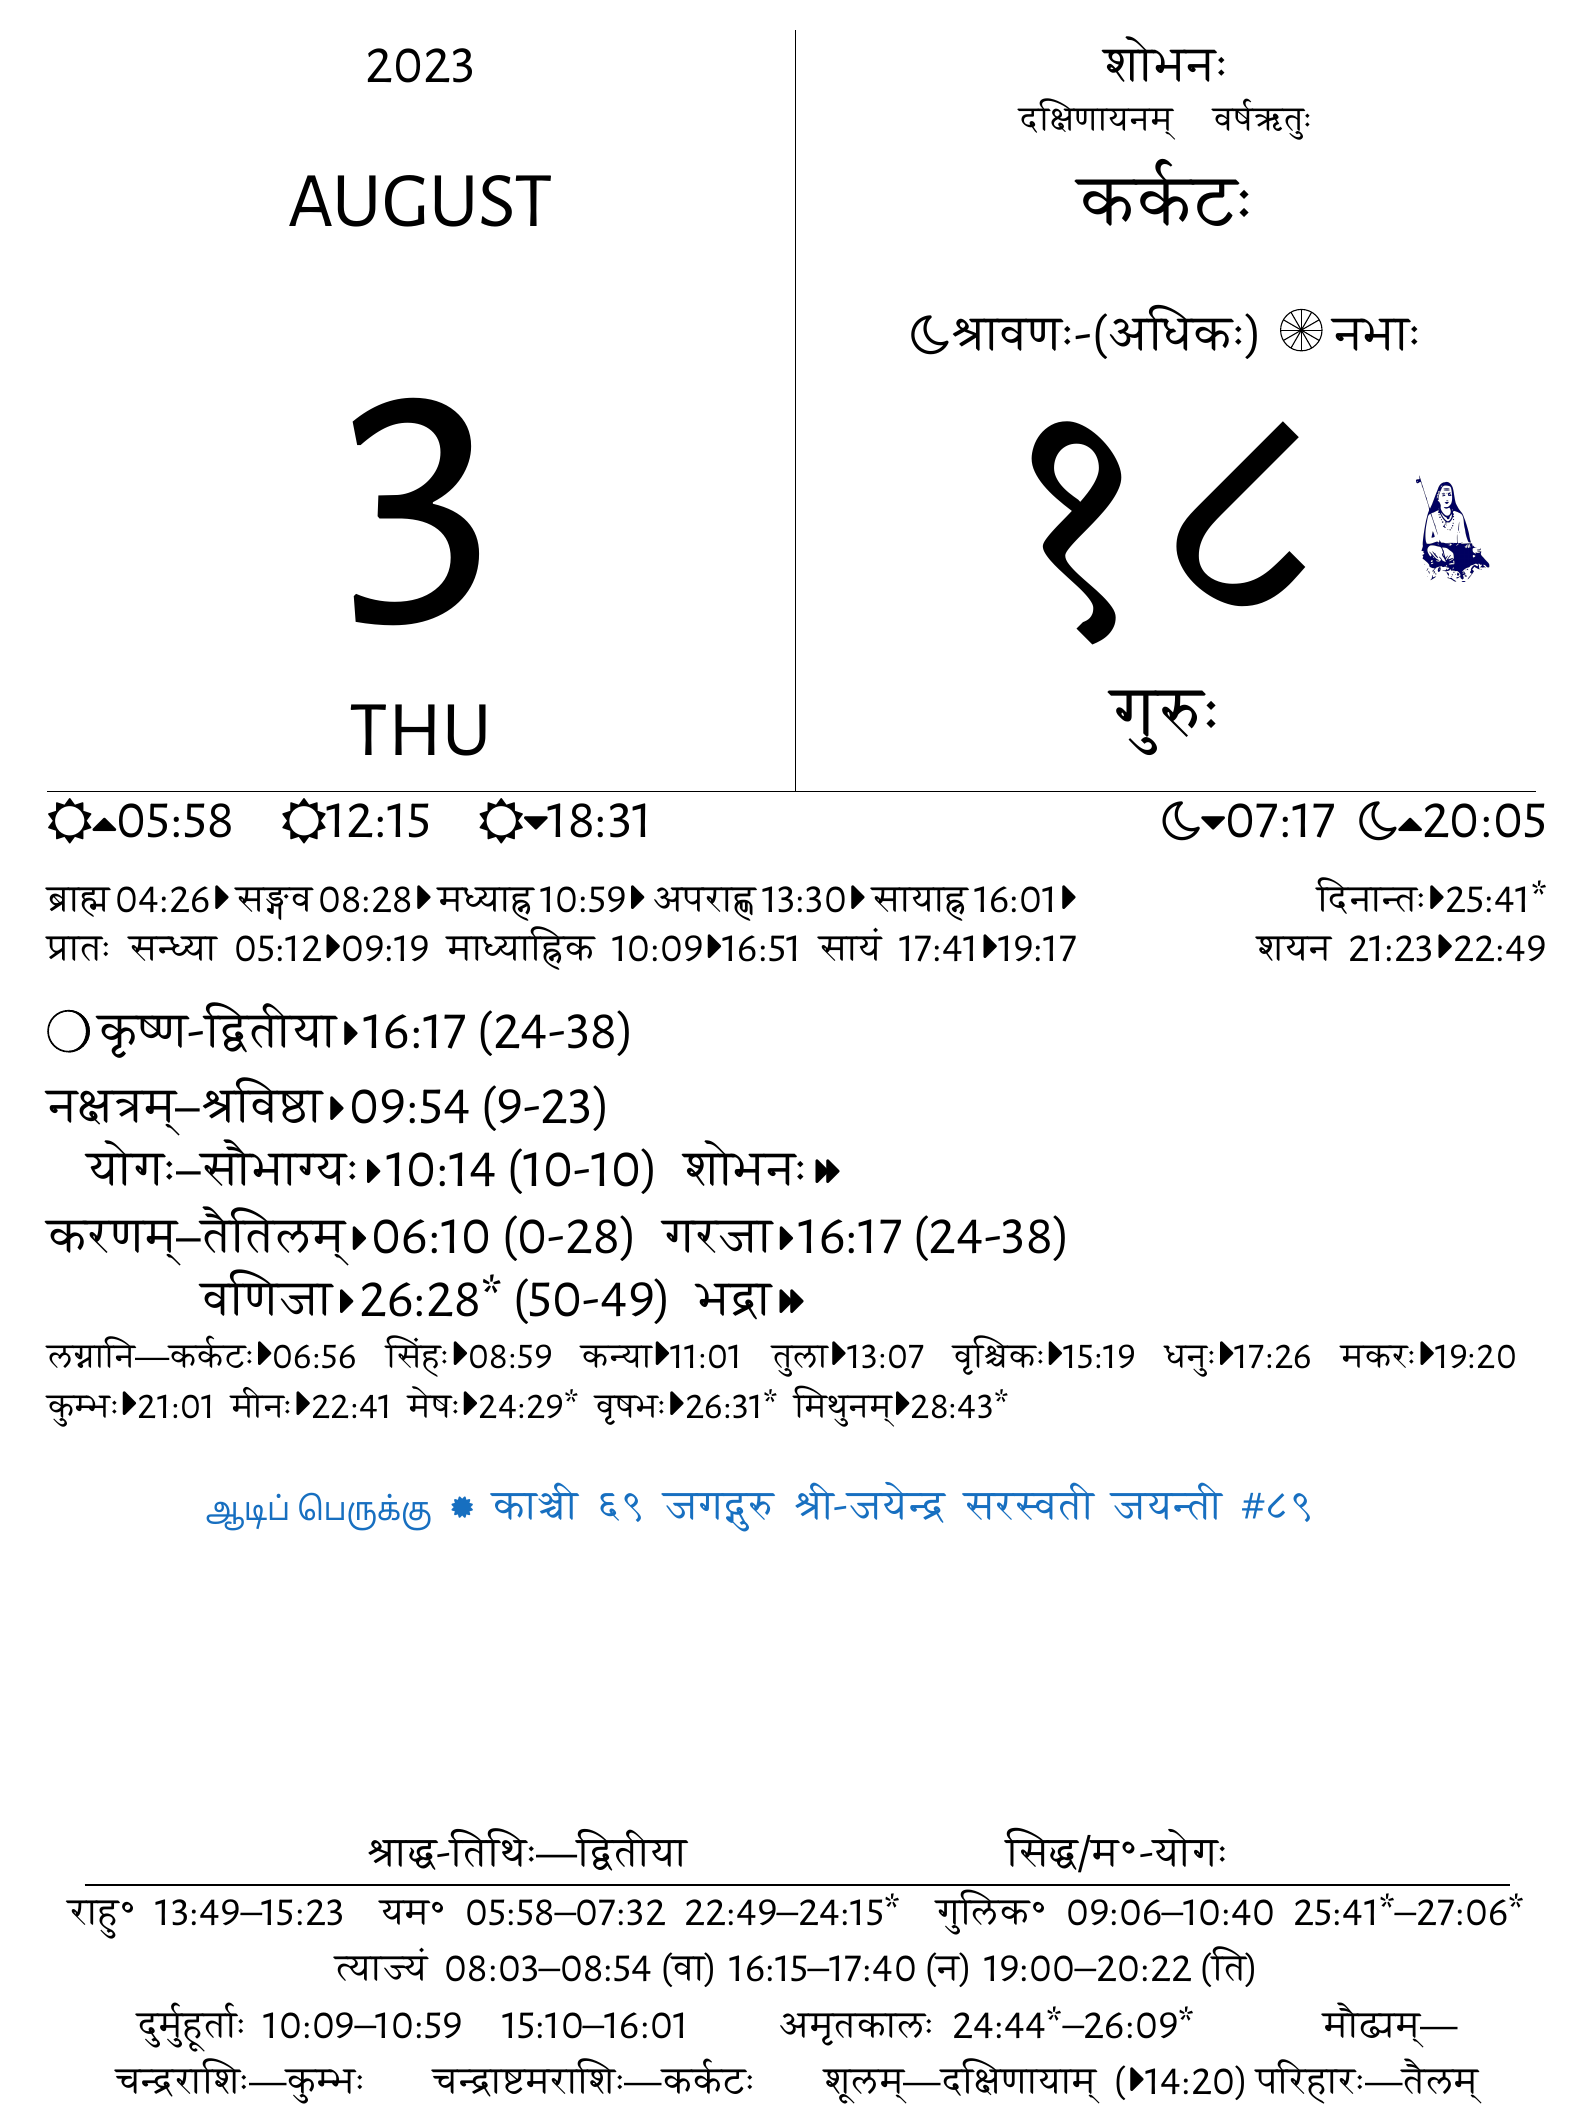 2023
AUGUST
3
THU
शोभनः
दक्षिणायनम् वर्षऋतुः
कर्कटः
श्रावणः-(अधिकः) नभाः
१८
गुरुः
05:58 12:15 18:31 07:17 20:05
ब्राह्म 04:26 सङ्गव 08:28 मध्याह्न 10:59 अपराह्ण 13:30 सायाह्न 16:01 दिनान्तः 25:41*
प्रातः सन्ध्या 05:12 09:19 माध्याह्निक 10:09 16:51 सायं 17:41 19:17 शयन 21:23 22:49
कृष्ण-द्वितीया 16:17 (24-38)
नक्षत्रम्–श्रविष्ठा 09:54 (9-23)
योगः–सौभाग्यः 10:14 (10-10) शोभनः
करणम्–तैतिलम् 06:10 (0-28) गरजा 16:17 (24-38)
वणिजा 26:28* (50-49) भद्रा
लग्नानि—कर्कटः 06:56 सिंहः 08:59 कन्या 11:01 तुला 13:07 वृश्चिकः 15:19 धनुः 17:26 मकरः 19:20
कुम्भः 21:01 मीनः 22:41 मेषः 24:29* वृषभः 26:31* मिथुनम् 28:43*
ஆடிப் பெருக்கு काञ्ची ६९ जगद्गुरु श्री-जयेन्द्र सरस्वती जयन्ती #८९
श्राद्ध-तिथिः—द्वितीया सिद्ध/म॰-योगः
राहु॰ 13:49–15:23 यम॰ 05:58–07:32 22:49–24:15* गुलिक॰ 09:06–10:40 25:41*–27:06*
त्याज्यं 08:03–08:54 (वा) 16:15–17:40 (न) 19:00–20:22 (ति)
दुर्मुहूर्ताः 10:09–10:59 15:10–16:01 अमृतकालः 24:44*–26:09* मौढ्यम्—
चन्द्रराशिः—कुम्भः चन्द्राष्टमराशिः—कर्कटः शूलम्—दक्षिणायाम् (14:20) परिहारः—तैलम्